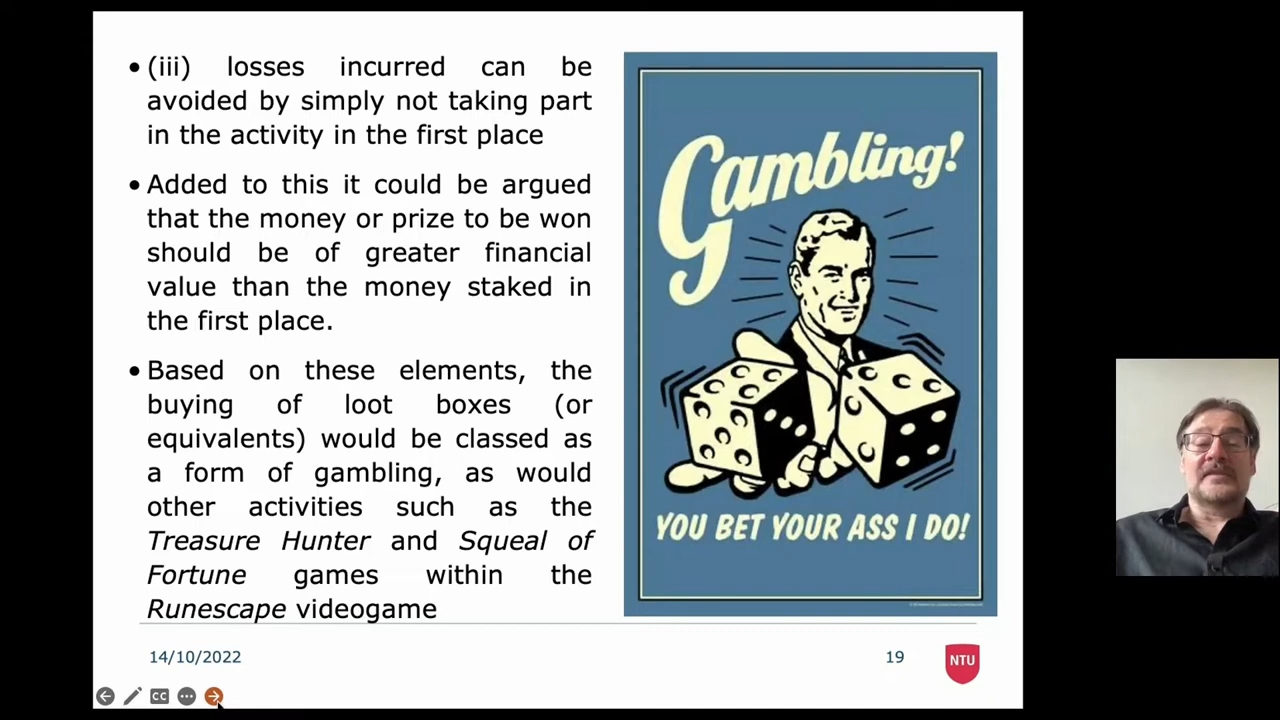 • (iii) losses incurred can be
avoided by simply not taking part
in the activity in the first place
• Added to this it could be argued
that the money or prize to be won
should be of greater financial
value than the money staked in
the first place.
• Based on these elements, the
buying of loot boxes (or
equivalents) would be classed as
a form of gambling, as would
other activities such as the
Treasure Hunter and Squeal of
Fortune games within the
Runescape videogame
Gambling!
YOU BET YOUR ASS I DO!
14/10/2022
19
NTU
CC